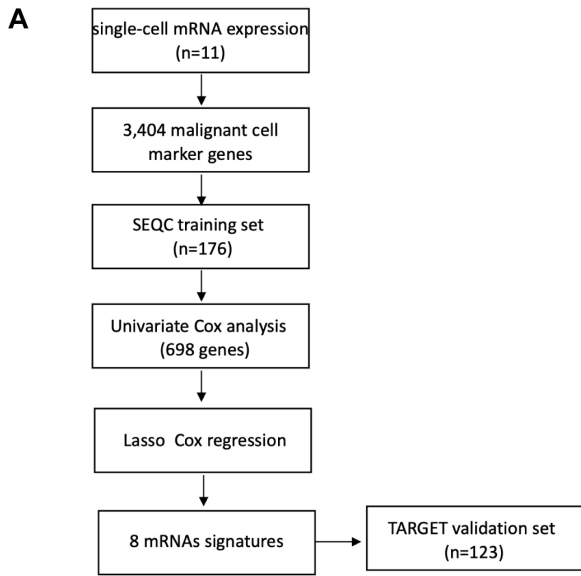 A
single-cell mRNA expression
(n=11)
3,404 malignant cell
marker genes
SEQC training set
(n=176)
Univariate Cox analysis
(698 genes)
Lasso Cox regression
8 mRNAs signatures
TARGET validation set
(n=123)